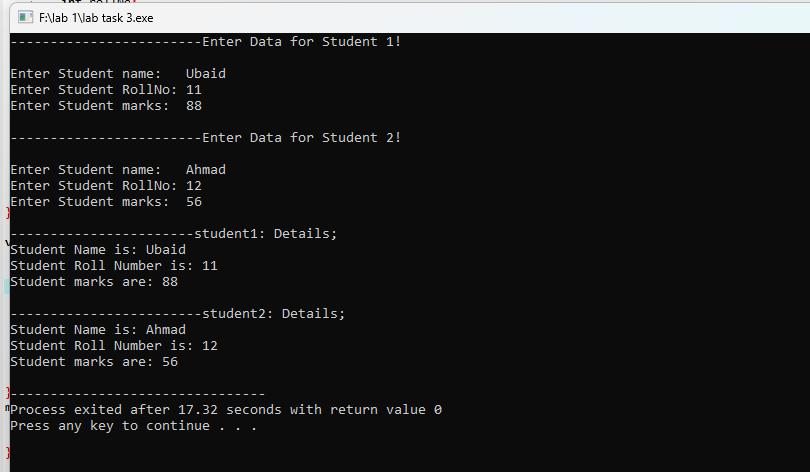 F:\lab 1\lab task 3.exe
------------------------Enter Data for Student 1!
Enter Student name:   Ubaid
Enter Student RollNo: 11
Enter Student marks:  88
------------------------Enter Data for Student 2!
Enter Student name:   Ahmad
Enter Student RollNo: 12
Enter Student marks:  56
-----------------------student1: Details;
Student Name is: Ubaid
Student Roll Number is: 11
Student marks are: 88
------------------------student2: Details;
Student Name is: Ahmad
Student Roll Number is: 12
Student marks are: 56
--------------------------------
Process exited after 17.32 seconds with return value 0
Press any key to continue . . .